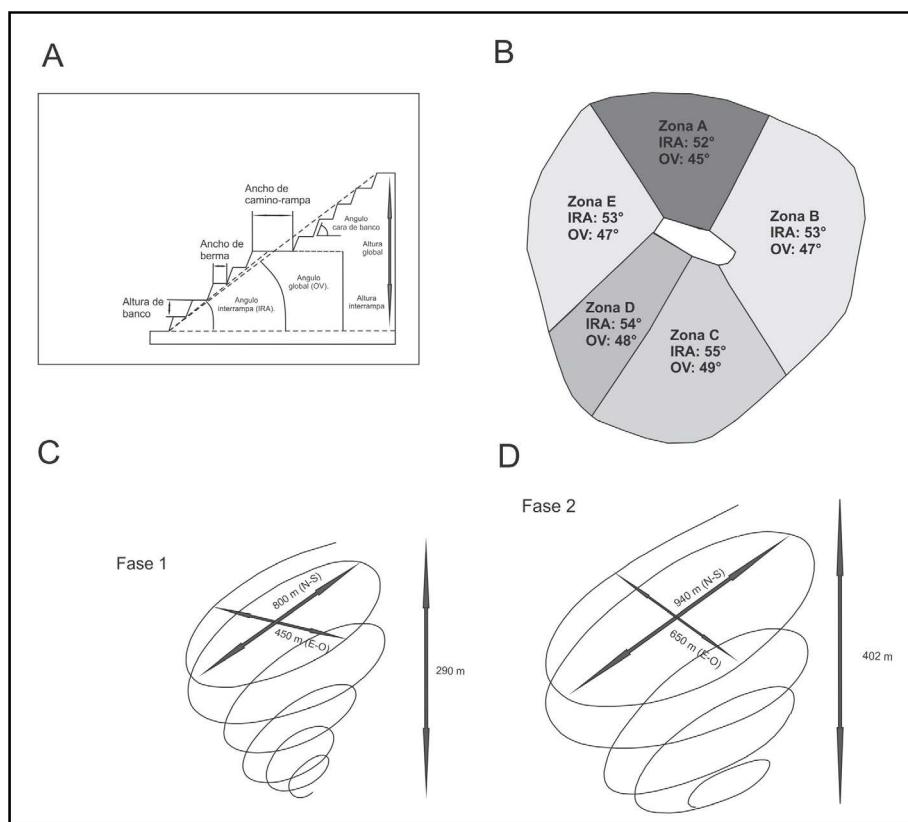 A
Ancho de
camino-rampa
Ancho de
berma
Altura de
banco
Angulo
interrampa (IRA).
Angulo
global (OV).
Angulo
cara de banco
Altura
global
Altura
interrampa
B
Zona A
IRA: 52°
OV: 45°
Zona E
IRA: 53°
OV: 47°
Zona B
IRA: 53°
OV: 47°
Zona D
IRA: 54°
OV: 48°
Zona C
IRA: 55°
OV: 49°
C
Fase 1
800 m (N-S)
450 m (E-O)
290 m
D
Fase 2
940 m (N-S)
650 m (E-O)
402 m